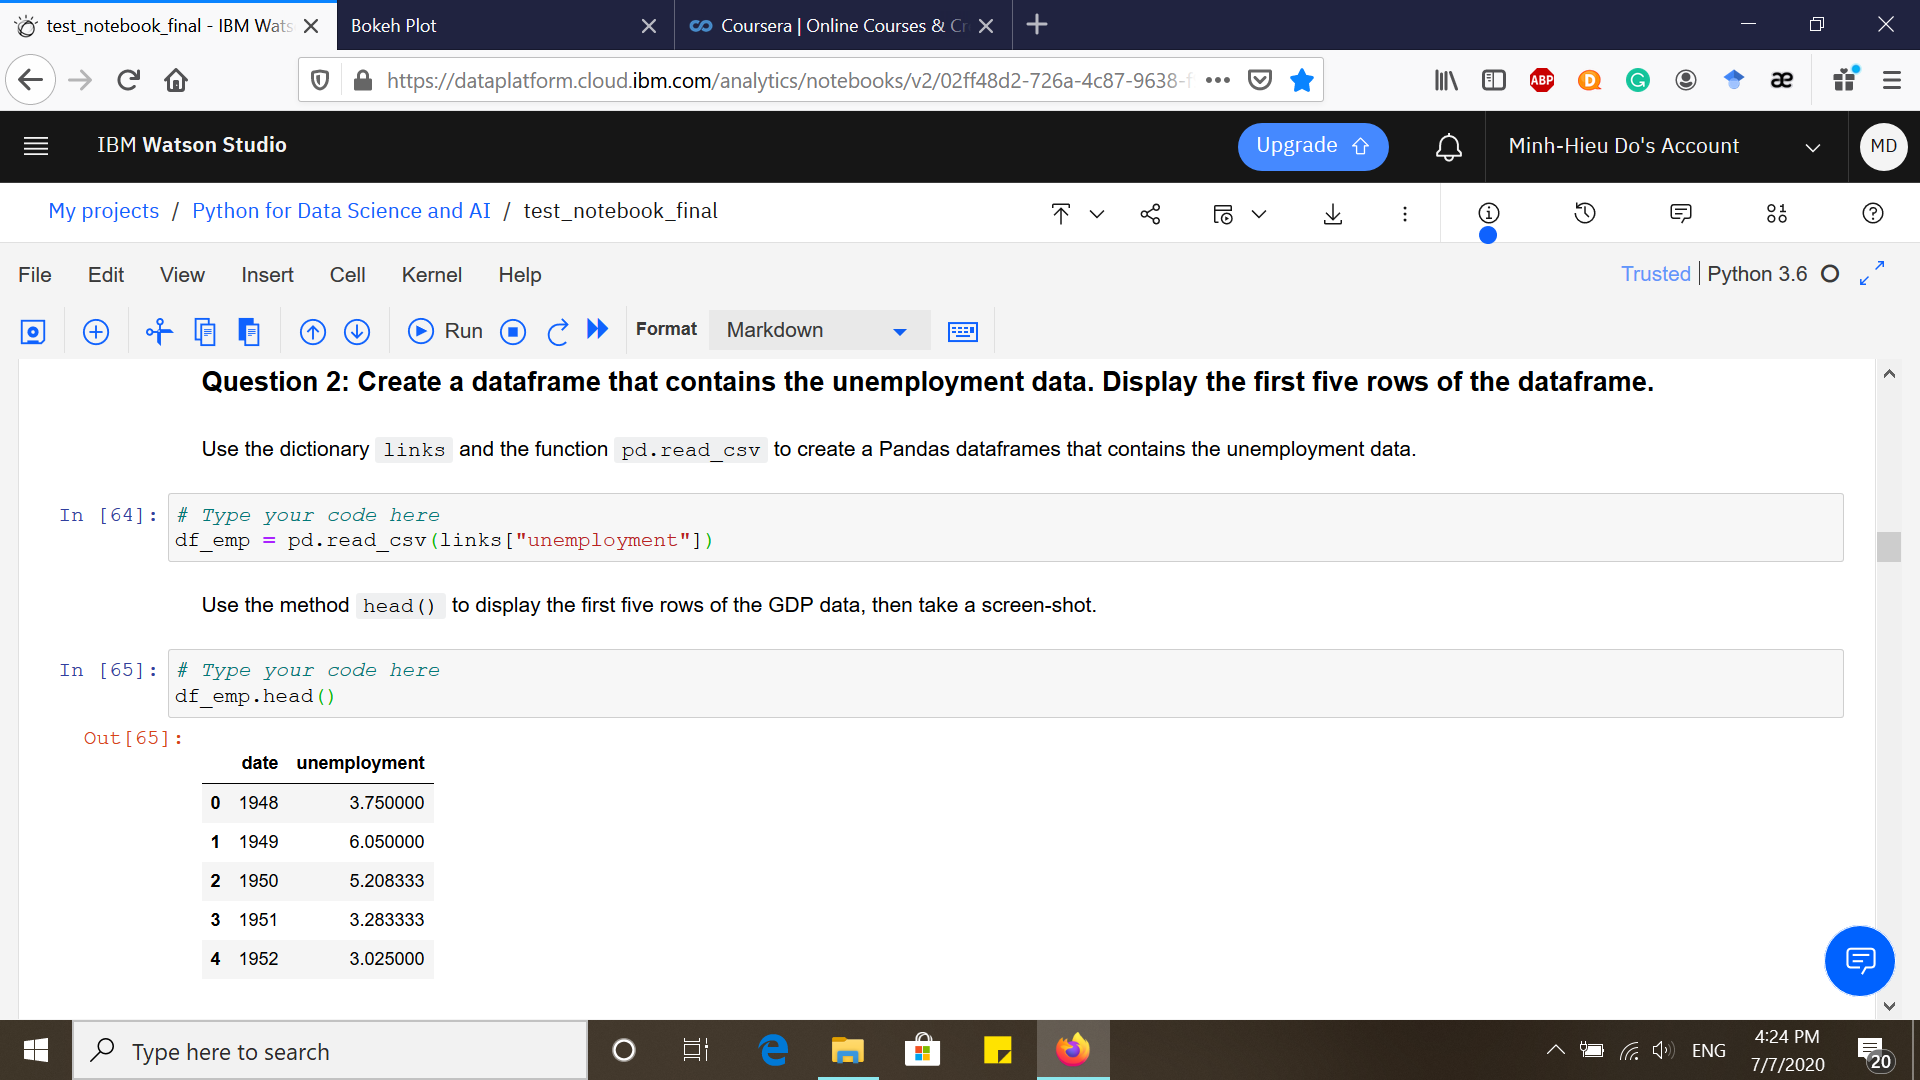 test_notebook_final - IBM Wats
Bokeh Plot
Coursera | Online Courses & Cr
https://dataplatform.cloud.ibm.com/analytics/notebooks/v2/02ff48d2-726a-4c87-9638-f
ABP
D
G
æ
IBM Watson Studio
Upgrade
Minh-Hieu Do's Account
MD
My projects / Python for Data Science and AI / test_notebook_final
File Edit View Insert Cell Kernel Help
Trusted Python 3.6
Run
Format
Markdown
Question 2: Create a dataframe that contains the unemployment data. Display the first five rows of the dataframe.
Use the dictionary links and the function pd.read_csv to create a Pandas dataframes that contains the unemployment data.
In [64]: # Type your code here
df_emp = pd.read_csv(links["unemployment"])
Use the method head() to display the first five rows of the GDP data, then take a screen-shot.
In [65]: # Type your code here
df_emp.head()
Out[65]:
date unemployment
0 1948 3.750000
1 1949 6.050000
2 1950 5.208333
3 1951 3.283333
4 1952 3.025000
Type here to search
ENG
4:24 PM
7/7/2020
20